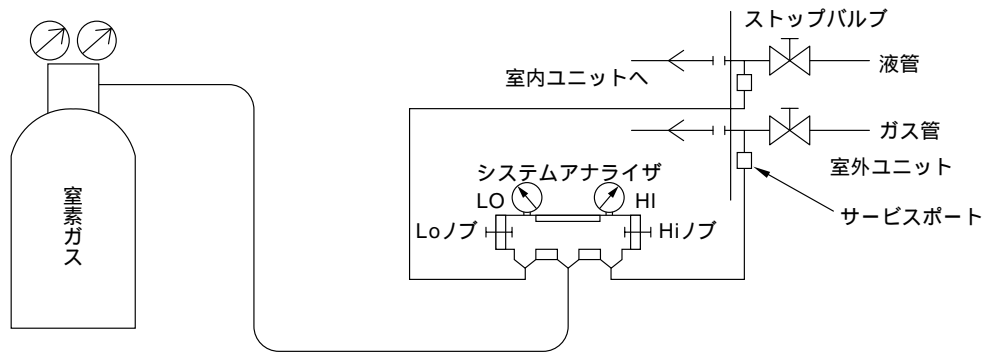 ストップバルブ
液管
室内ユニットへ
ガス管
室外ユニット
システムアナライザ
LO
HI
サービスポート
Loノブ
Hiノブ
窒素ガス